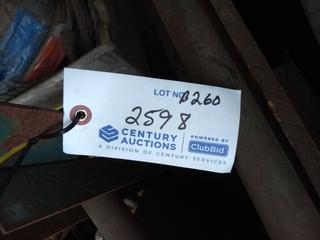 LOT NO B260
2598
CENTURY AUCTIONS
POWERED BY ClubBid
A DIVISION OF CENTURY SERVICES